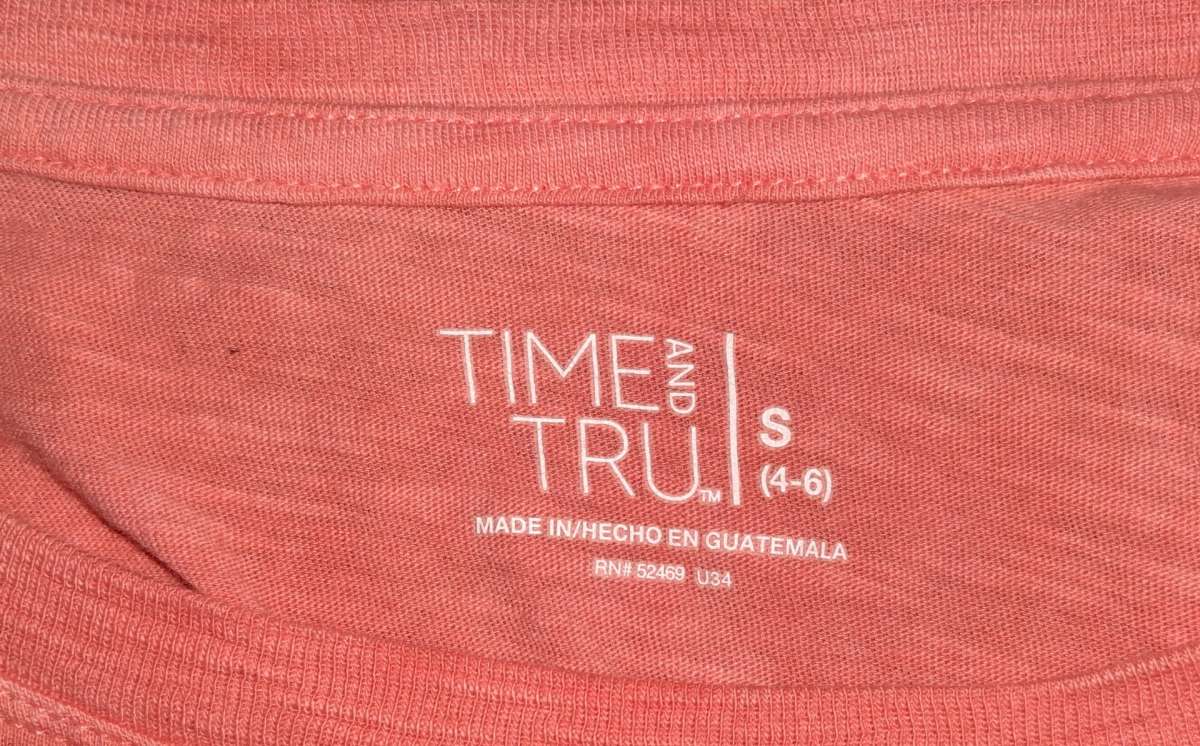 TIME AND
TRU™
S
(4-6)
MADE IN/HECHO EN GUATEMALA
RN# 52469 U34